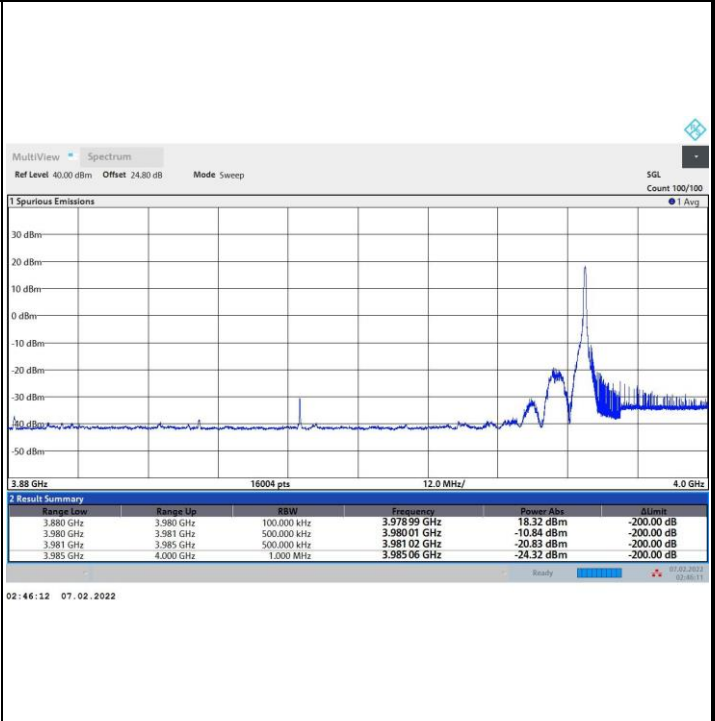 MultiView Spectrum
Ref Level 40.00 dBm Offset 24.80 dB Mode Sweep SGL
Count 100/100
1 Spurious Emissions 1 Avg
30 dBm
20 dBm
10 dBm
0 dBm
-10 dBm
-20 dBm
-30 dBm
-40 dBm
-50 dBm
3.88 GHz 16004 pts 12.0 MHz/ 4.0 GHz
2 Result Summary
Range Low Range Up RBW Frequency Power Abs ΔLimit
3.880 GHz 3.980 GHz 100.000 kHz 3.97899 GHz 18.32 dBm -200.00 dB
3.980 GHz 3.981 GHz 500.000 kHz 3.98001 GHz -10.84 dBm -200.00 dB
3.981 GHz 3.985 GHz 500.000 kHz 3.98102 GHz -20.83 dBm -200.00 dB
3.985 GHz 4.000 GHz 1.000 MHz 3.98506 GHz -24.32 dBm -200.00 dB
Ready 07.02.2022
02:46:11
02:46:12 07.02.2022